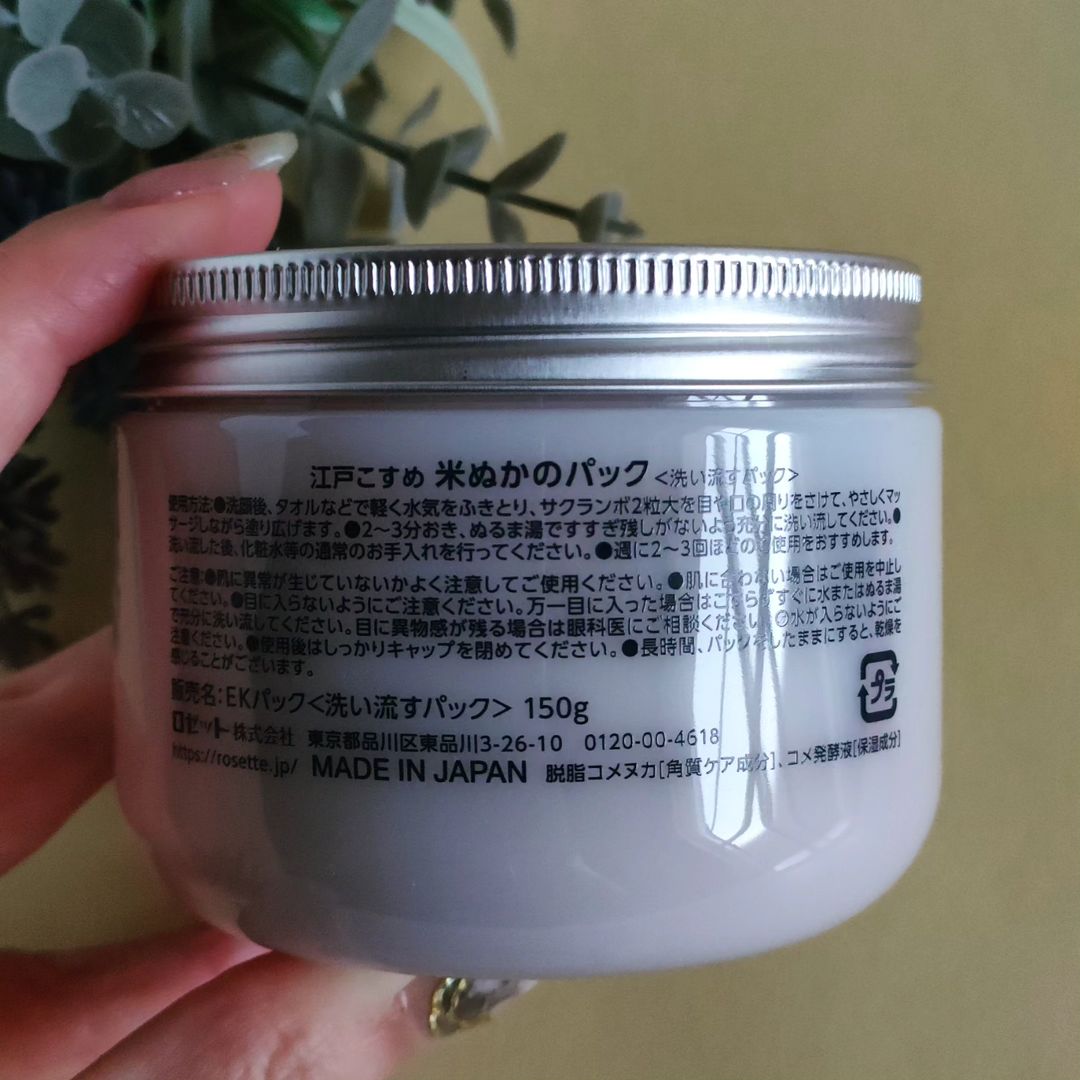 江戸こすめ 米ぬかのパック<洗い流すパック>
使用方法:●洗顔後、タオルなどで軽く水気をふきとり、サクランボ2粒大を目や口の周りをさけて、やさしくマッ
サージしながら塗り広げます。●2〜3分おき、ぬるま湯ですすぎ残しがないよう充分に洗い流してください。●
洗い流した後、化粧水等の通常のお手入れを行ってください。●週に2〜3回ほどのご使用をおすすめします。
ご注意:●肌に異常が生じていないかよく注意してご使用ください。●肌に合わない場合はご使用を中止し
てください。●目に入らないようにご注意ください。万一目に入った場合はこすらずすぐに水またはぬるま湯
で充分に洗い流してください。目に異物感が残る場合は眼科医にご相談ください。●水が入らないようにご
注意ください。●使用後はしっかりキャップを閉めてください。●長時間、パックをしたままにすると、乾燥を
感じることがございます。
販売名:EKパック<洗い流すパック> 150g
プラ
ロゼット株式会社 東京都品川区東品川3-26-10 0120-00-4618
https://rosette.jp/ MADE IN JAPAN 脱脂コメヌカ[角質ケア成分]、コメ発酵液[保湿成分]